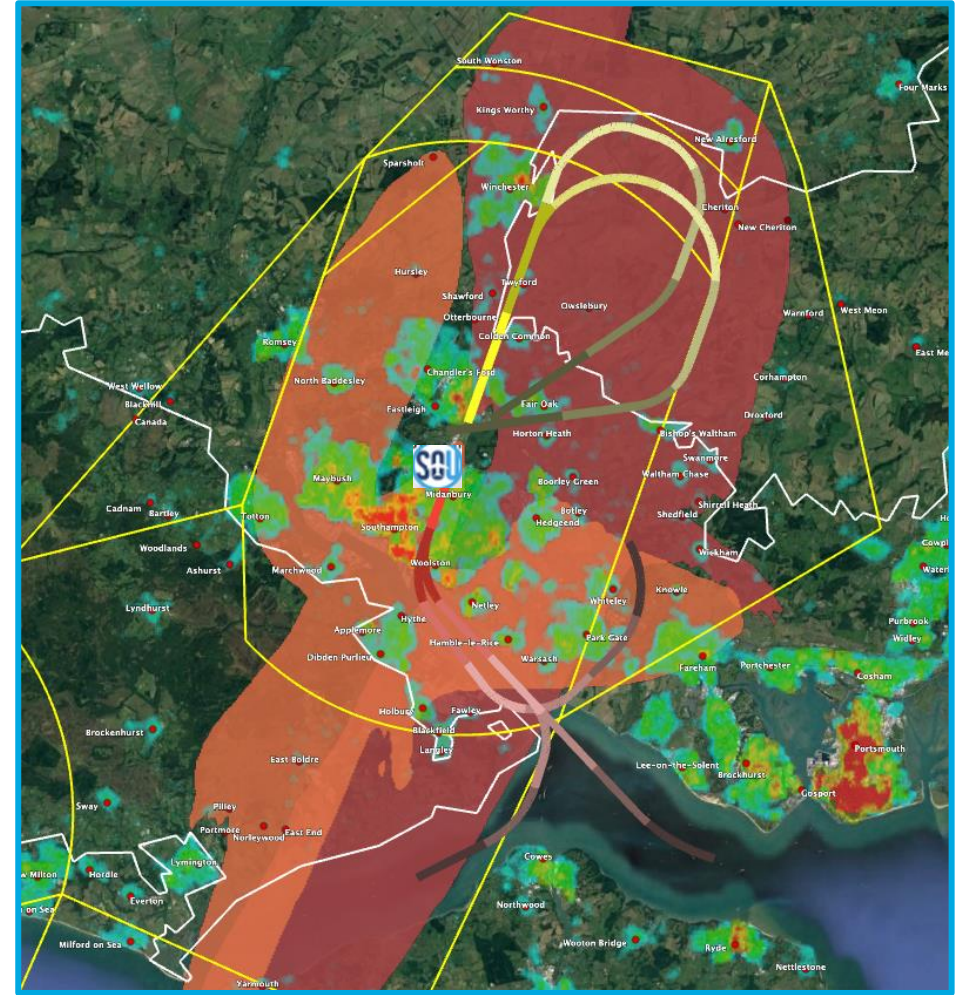 South Wonston
Four Marks
Kings Worthy
New Alresford
Sparsholt
Winchester
Cheriton
New Cheriton
Hursley
Twyford
Shawford
Owslebury
Otterbourne
Warnford
West Meon
Colden Common
Romsey
East Me
Chandler's Ford
North Baddesley
Corhampton
West Wellow
Blackhill
Eastleigh
Fair Oak
Canada
Droxford
Horton Heath
Bishop's Waltham
SOU
Swanmore
Maybush
Waltham Chase
Boorley Green
Midanbury
Cadnam
Bartley
Totton
Botley
Shirrell Heath
Hedgeend
Shedfield
Southampton
Woodlands
Wickham
Woolston
Ashurst
Marchwood
Whiteley
Knowle
Lyndhurst
Netley
Hythe
Purbrook
Applemore
Widley
Hamble-le-Rice
Park Gate
Dibden Purlieu
Warsash
Fareham
Portchester
Cosham
Holbury
Fawley
Blackfield
Brockenhurst
Langley
Portsmouth
East Boldre
Lee-on-the-Solent
Brockhurst
Gosport
Sway
Pilley
Portmore
Norleywood
East End
Lymington
Cowes
w Milton
Hordle
Everton
Northwood
on Sea
Milford on Sea
Wooton Bridge
Ryde
Nettlestone
Yarmouth